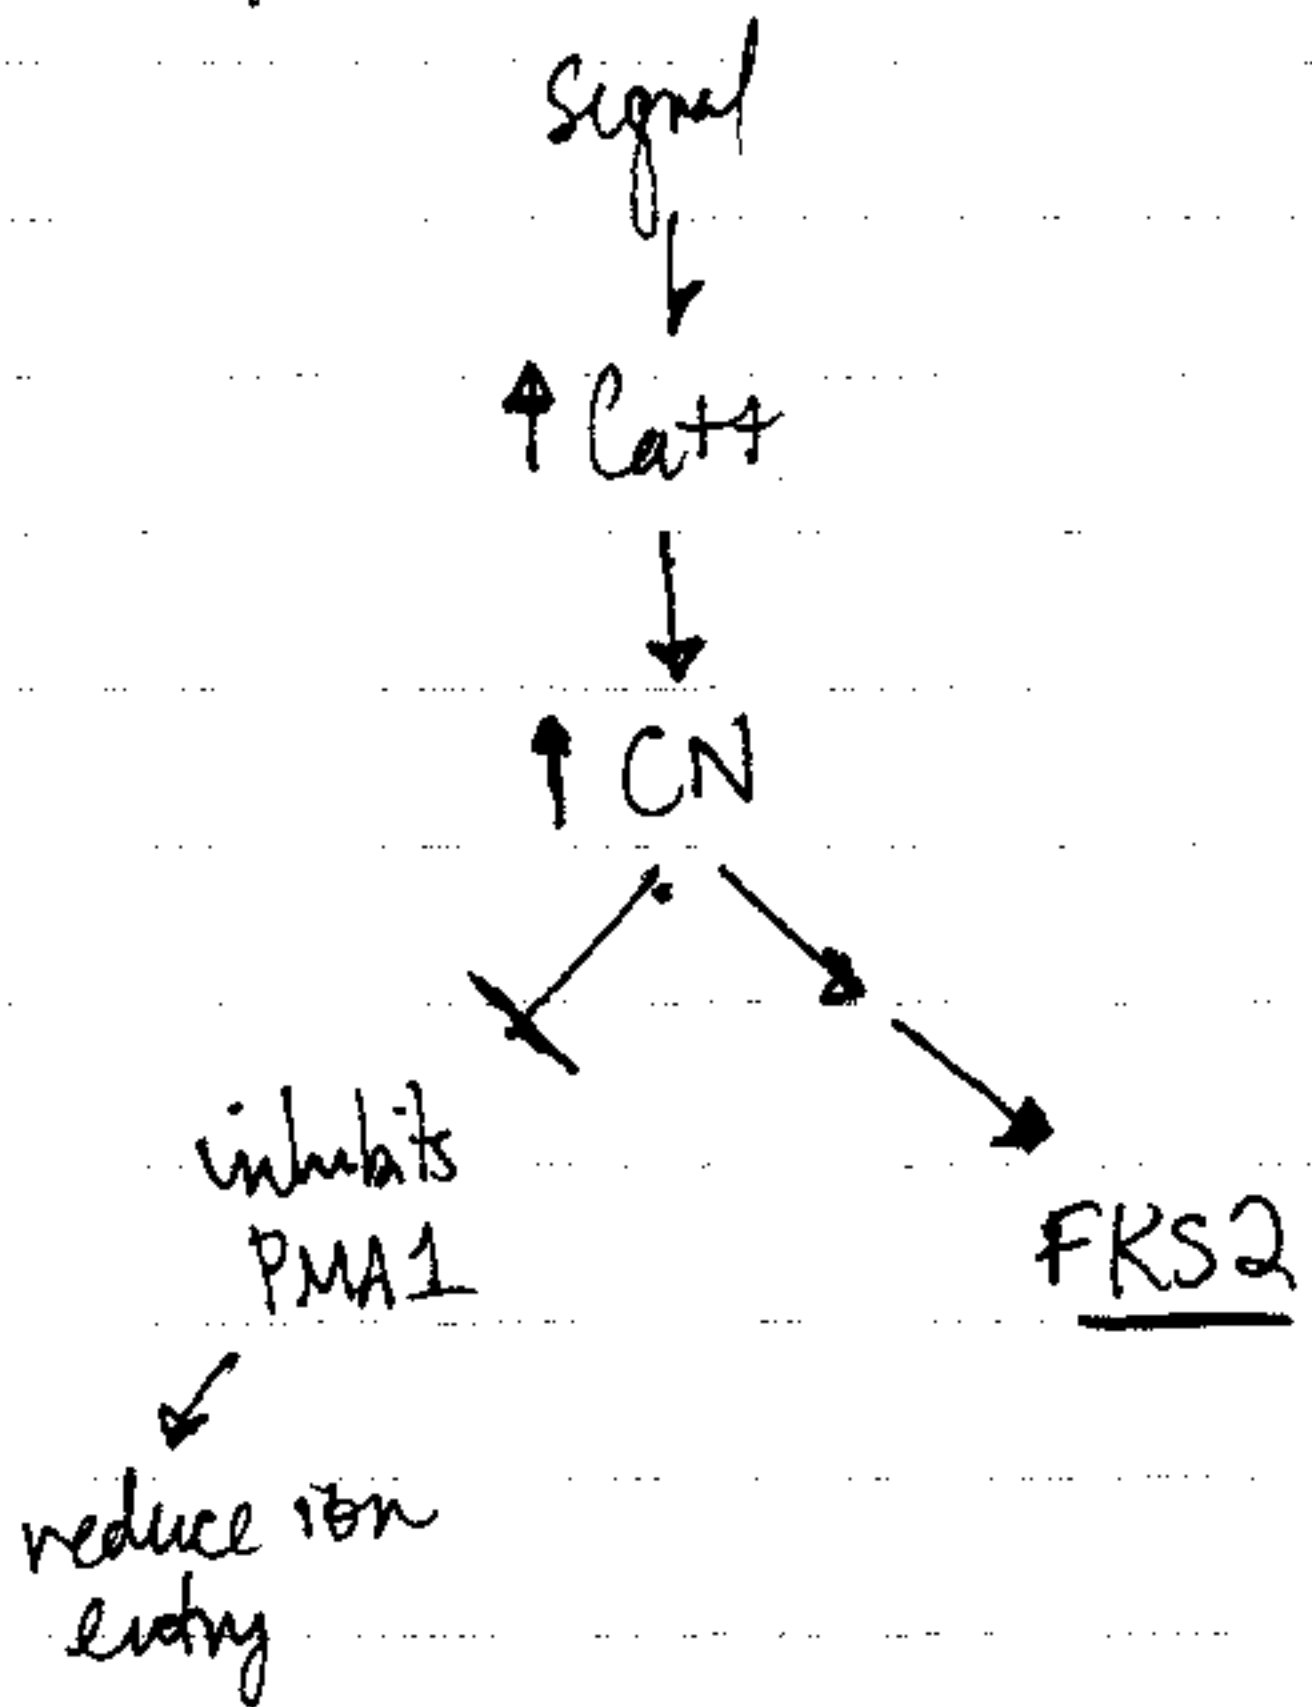 signal
↑ Ca++
↑ CN
inhibits
PMA1
FKS2
reduce ion
entry